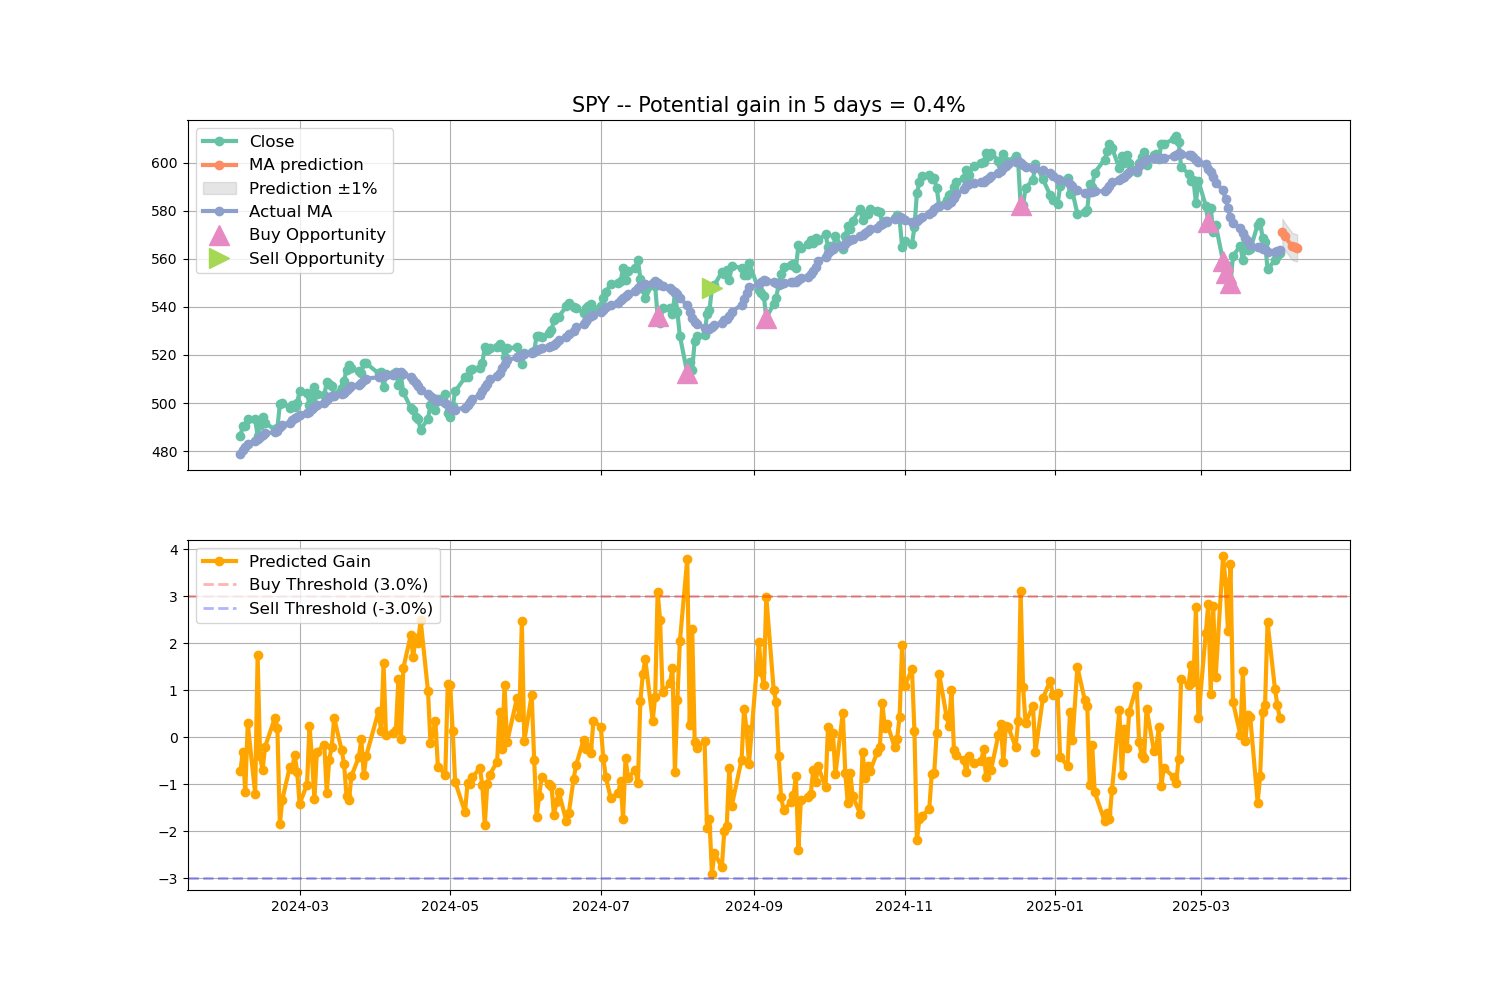 SPY -- Potential gain in 5 days = 0.4%
Close
MA prediction
Prediction ±1%
Actual MA
Buy Opportunity
Sell Opportunity
600
580
560
540
520
500
480
Predicted Gain
Buy Threshold (3.0%)
Sell Threshold (-3.0%)
4
3
2
1
0
−1
−2
−3
2024-03
2024-05
2024-07
2024-09
2024-11
2025-01
2025-03